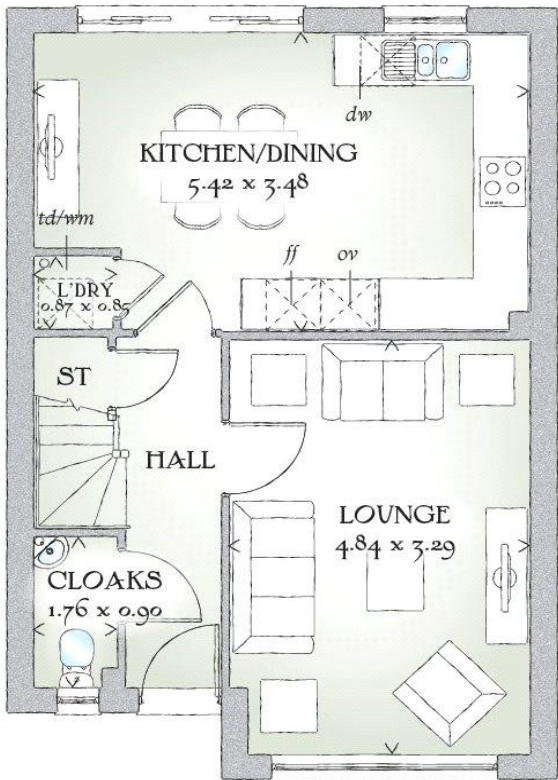 dw
KITCHEN/DINING
5.42 x 3.48
td/wm
L'DRY
0.87 x 0.85
ff
ov
ST
HALL
LOUNGE
4.84 x 3.29
CLOAKS
1.76 x 0.90